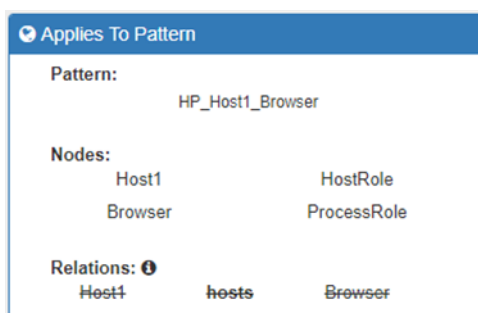 Applies To Pattern
Pattern:
HP_Host1_Browser
Nodes:
Host1 HostRole
Browser ProcessRole
Relations:
Host1 hosts Browser